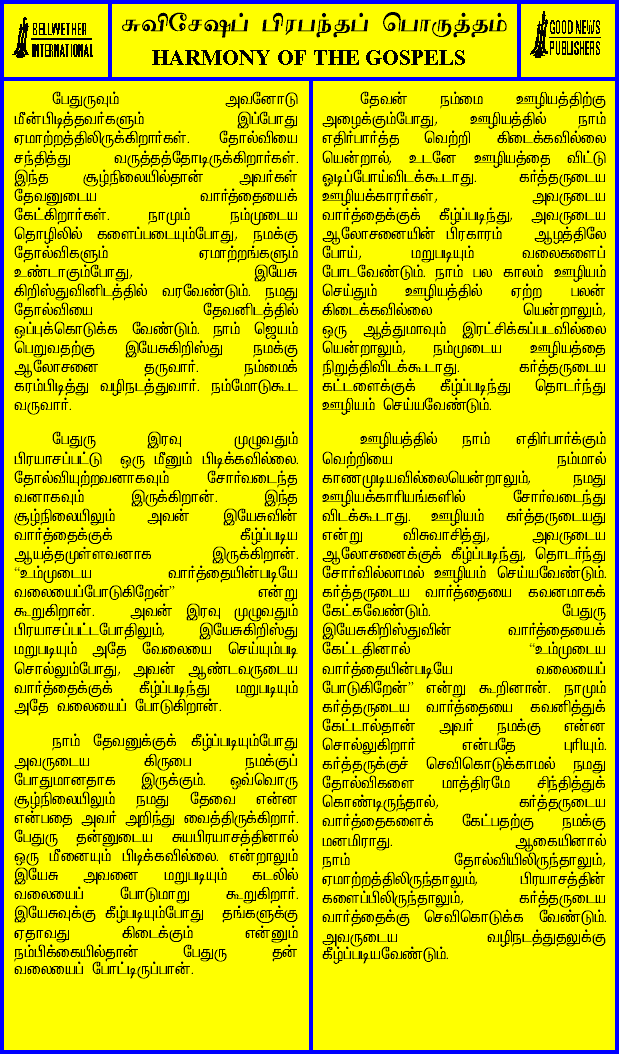 BELLWETHER
INTERNATIONAL
சுவிசேஷப் பிரபந்தப் பொருத்தம்
HARMONY OF THE GOSPELS
GOOD NEWS
PUBLISHERS
பேதுருவும் அவனோடு
மீன்பிடித்தவர்களும் இப்போது
ஏமாற்றத்திலிருக்கிறார்கள். தோல்வியை
சந்தித்து வருத்தத்தோடிருக்கிறார்கள்.
இந்த சூழ்நிலையில்தான் அவர்கள்
தேவனுடைய வார்த்தையைக்
கேட்கிறார்கள். நாமும் நம்முடைய
தொழிலில் களைப்படையும்போது, நமக்கு
தோல்விகளும் ஏமாற்றங்களும்
உண்டாகும்போது, இயேசு
கிறிஸ்துவினிடத்தில் வரவேண்டும். நமது
தோல்வியை தேவனிடத்தில்
ஒப்புக்கொடுக்க வேண்டும். நாம் ஜெயம்
பெறுவதற்கு இயேசுகிறிஸ்து நமக்கு
ஆலோசனை தருவார். நம்மைக்
கரம்பிடித்து வழிநடத்துவார். நம்மோடுகூட
வருவார்.
பேதுரு இரவு முழுவதும்
பிரயாசப்பட்டு ஒரு மீனும் பிடிக்கவில்லை.
தோல்வியுற்றவனாகவும் சோர்வடைந்த
வனாகவும் இருக்கிறான். இந்த
சூழ்நிலையிலும் அவன் இயேசுவின்
வார்த்தைக்குக் கீழ்ப்படிய
ஆயத்தமுள்ளவனாக இருக்கிறான்.
“உம்முடைய வார்த்தையின்படியே
வலையைப்போடுகிறேன்” என்று
கூறுகிறான். அவன் இரவு முழுவதும்
பிரயாசப்பட்டபோதிலும், இயேசுகிறிஸ்து
மறுபடியும் அதே வேலையை செய்யும்படி
சொல்லும்போது, அவன் ஆண்டவருடைய
வார்த்தைக்குக் கீழ்ப்படிந்து மறுபடியும்
அதே வலையைப் போடுகிறான்.
நாம் தேவனுக்குக் கீழ்ப்படியும்போது
அவருடைய கிருபை நமக்குப்
போதுமானதாக இருக்கும். ஒவ்வொரு
சூழ்நிலையிலும் நமது தேவை என்ன
என்பதை அவர் அறிந்து வைத்திருக்கிறார்.
பேதுரு தன்னுடைய சுயபிரயாசத்தினால்
ஒரு மீனையும் பிடிக்கவில்லை. என்றாலும்
இயேசு அவனை மறுபடியும் கடலில்
வலையைப் போடுமாறு கூறுகிறார்.
இயேசுவுக்கு கீழ்படியும்போது தங்களுக்கு
ஏதாவது கிடைக்கும் என்னும்
நம்பிக்கையில்தான் பேதுரு தன்
வலையைப் போட்டிருப்பான்.
தேவன் நம்மை ஊழியத்திற்கு
அழைக்கும்போது, ஊழியத்தில் நாம்
எதிர்பார்த்த வெற்றி கிடைக்கவில்லை
யென்றால், உடனே ஊழியத்தை விட்டு
ஓடிப்போய்விடக்கூடாது. கர்த்தருடைய
ஊழியக்காரர்கள், அவருடைய
வார்த்தைக்குக் கீழ்ப்படிந்து, அவருடைய
ஆலோசனையின் பிரகாரம் ஆழத்திலே
போய், மறுபடியும் வலைகளைப்
போடவேண்டும். நாம் பல காலம் ஊழியம்
செய்தும் ஊழியத்தில் ஏற்ற பலன்
கிடைக்கவில்லை யென்றாலும்,
ஒரு ஆத்துமாவும் இரட்சிக்கப்படவில்லை
யென்றாலும், நம்முடைய ஊழியத்தை
நிறுத்திவிடக்கூடாது. கர்த்தருடைய
கட்டளைக்குக் கீழ்ப்படிந்து தொடர்ந்து
ஊழியம் செய்யவேண்டும்.
ஊழியத்தில் நாம் எதிர்பார்க்கும்
வெற்றியை நம்மால்
காணமுடியவில்லையென்றாலும், நமது
ஊழியக்காரியங்களில் சோர்வடைந்து
விடக்கூடாது. ஊழியம் கர்த்தருடையது
என்று விசுவாசித்து, அவருடைய
ஆலோசனைக்குக் கீழ்ப்படிந்து, தொடர்ந்து
சோர்வில்லாமல் ஊழியம் செய்யவேண்டும்.
கர்த்தருடைய வார்த்தையை கவனமாகக்
கேட்கவேண்டும். பேதுரு
இயேசுகிறிஸ்துவின் வார்த்தையைக்
கேட்டதினால் “உம்முடைய
வார்த்தையின்படியே வலையைப்
போடுகிறேன்” என்று கூறினான். நாமும்
கர்த்தருடைய வார்த்தையை கவனித்துக்
கேட்டால்தான் அவர் நமக்கு என்ன
சொல்லுகிறார் என்பதே புரியும்.
கர்த்தருக்குச் செவிகொடுக்காமல் நமது
தோல்விகளை மாத்திரமே சிந்தித்துக்
கொண்டிருந்தால், கர்த்தருடைய
வார்த்தைகளைக் கேட்பதற்கு நமக்கு
மனமிராது. ஆகையினால்
நாம் தோல்வியிலிருந்தாலும்,
ஏமாற்றத்திலிருந்தாலும், பிரயாசத்தின்
களைப்பிலிருந்தாலும், கர்த்தருடைய
வார்த்தைக்கு செவிகொடுக்க வேண்டும்.
அவருடைய வழிநடத்துதலுக்கு
கீழ்ப்படியவேண்டும்.